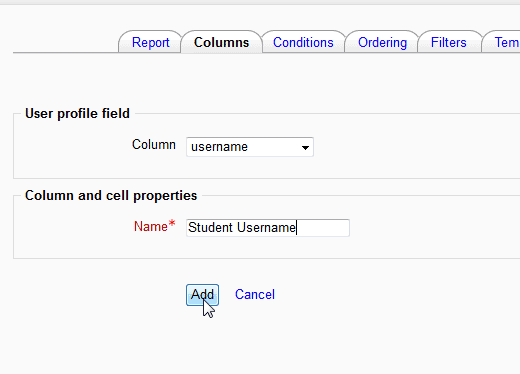 Report Columns Conditions Ordering Filters Tem
User profile field
Column username
Column and cell properties
Name* Student Username
Add Cancel